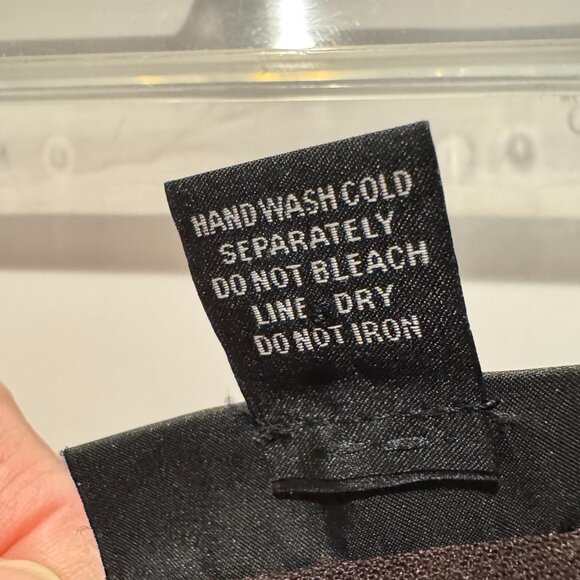 HAND WASH COLD
SEPARATELY
DO NOT BLEACH
LINE DRY
DO NOT IRON